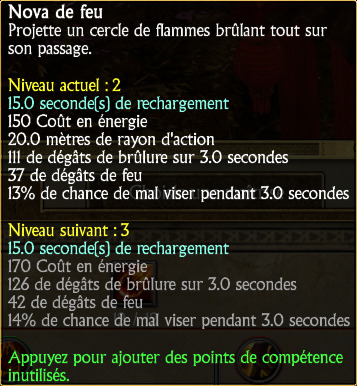 Nova de feu
Projette un cercle de flammes brûlant tout sur
son passage.
Niveau actuel : 2
15.0 seconde(s) de rechargement
150 Coût en énergie
20.0 mètres de rayon d'action
111 de dégâts de brûlure sur 3.0 secondes
37 de dégâts de feu
13% de chance de mal viser pendant 3.0 secondes
Niveau suivant : 3
15.0 seconde(s) de rechargement
170 Coût en énergie
126 de dégâts de brûlure sur 3.0 secondes
42 dégâts de feu
14% de chance de mal viser pendant 3.0 secondes
Appuyez pour ajouter des points de compétence
inutilisés.